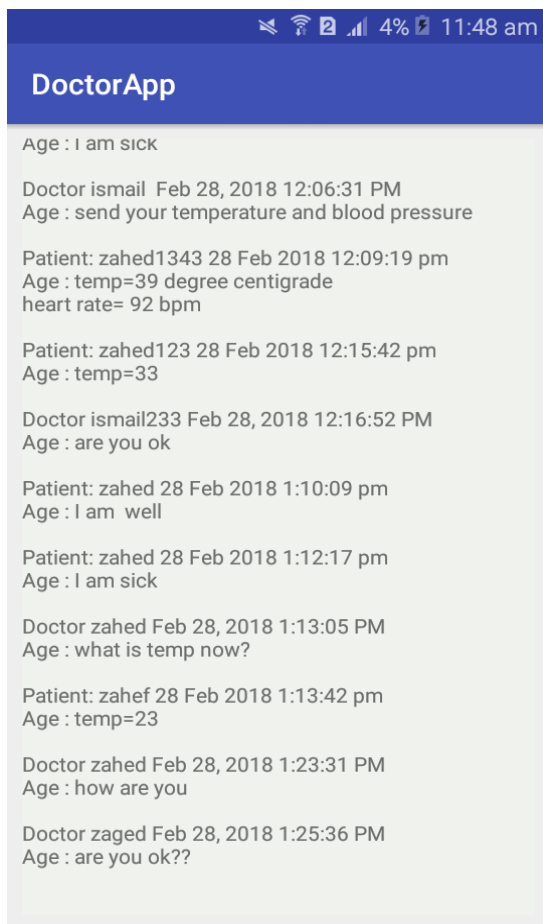 2 4% 11:48 am
DoctorApp
Age : I am sick
Doctor ismail  Feb 28, 2018 12:06:31 PM
Age : send your temperature and blood pressure
Patient: zahed1343 28 Feb 2018 12:09:19 pm
Age : temp=39 degree centigrade
heart rate= 92 bpm
Patient: zahed123 28 Feb 2018 12:15:42 pm
Age : temp=33
Doctor ismail233 Feb 28, 2018 12:16:52 PM
Age : are you ok
Patient: zahed 28 Feb 2018 1:10:09 pm
Age : I am  well
Patient: zahed 28 Feb 2018 1:12:17 pm
Age : I am sick
Doctor zahed Feb 28, 2018 1:13:05 PM
Age : what is temp now?
Patient: zahef 28 Feb 2018 1:13:42 pm
Age : temp=23
Doctor zahed Feb 28, 2018 1:23:31 PM
Age : how are you
Doctor zaged Feb 28, 2018 1:25:36 PM
Age : are you ok??